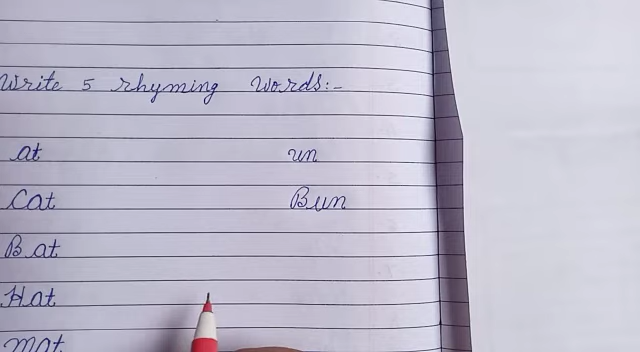 Write 5 rhyming Words:-
at un
Cat Bun
Bat
Hat
Mat